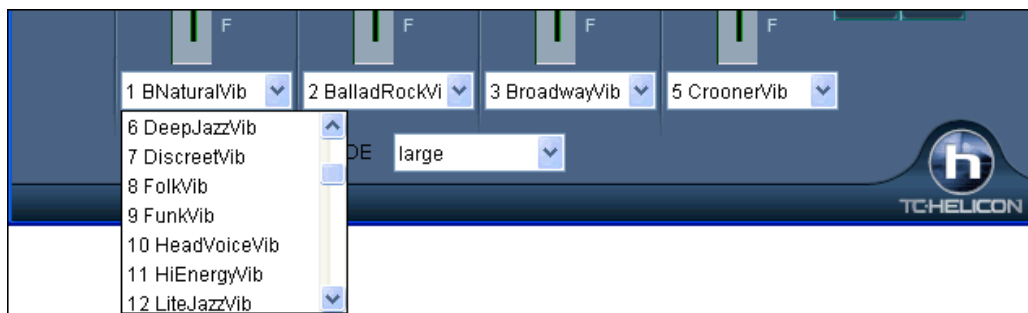 F F F F
1 BNaturalVib 2 BalladRockVi 3 BroadwayVib 5 CroonerVib
6 DeepJazzVib
7 DiscreetVib
DE large
8 FolkVib
9 FunkVib
10 HeadVoiceVib
11 HiEnergyVib
12 LiteJazzVib
h
TC·HELICON